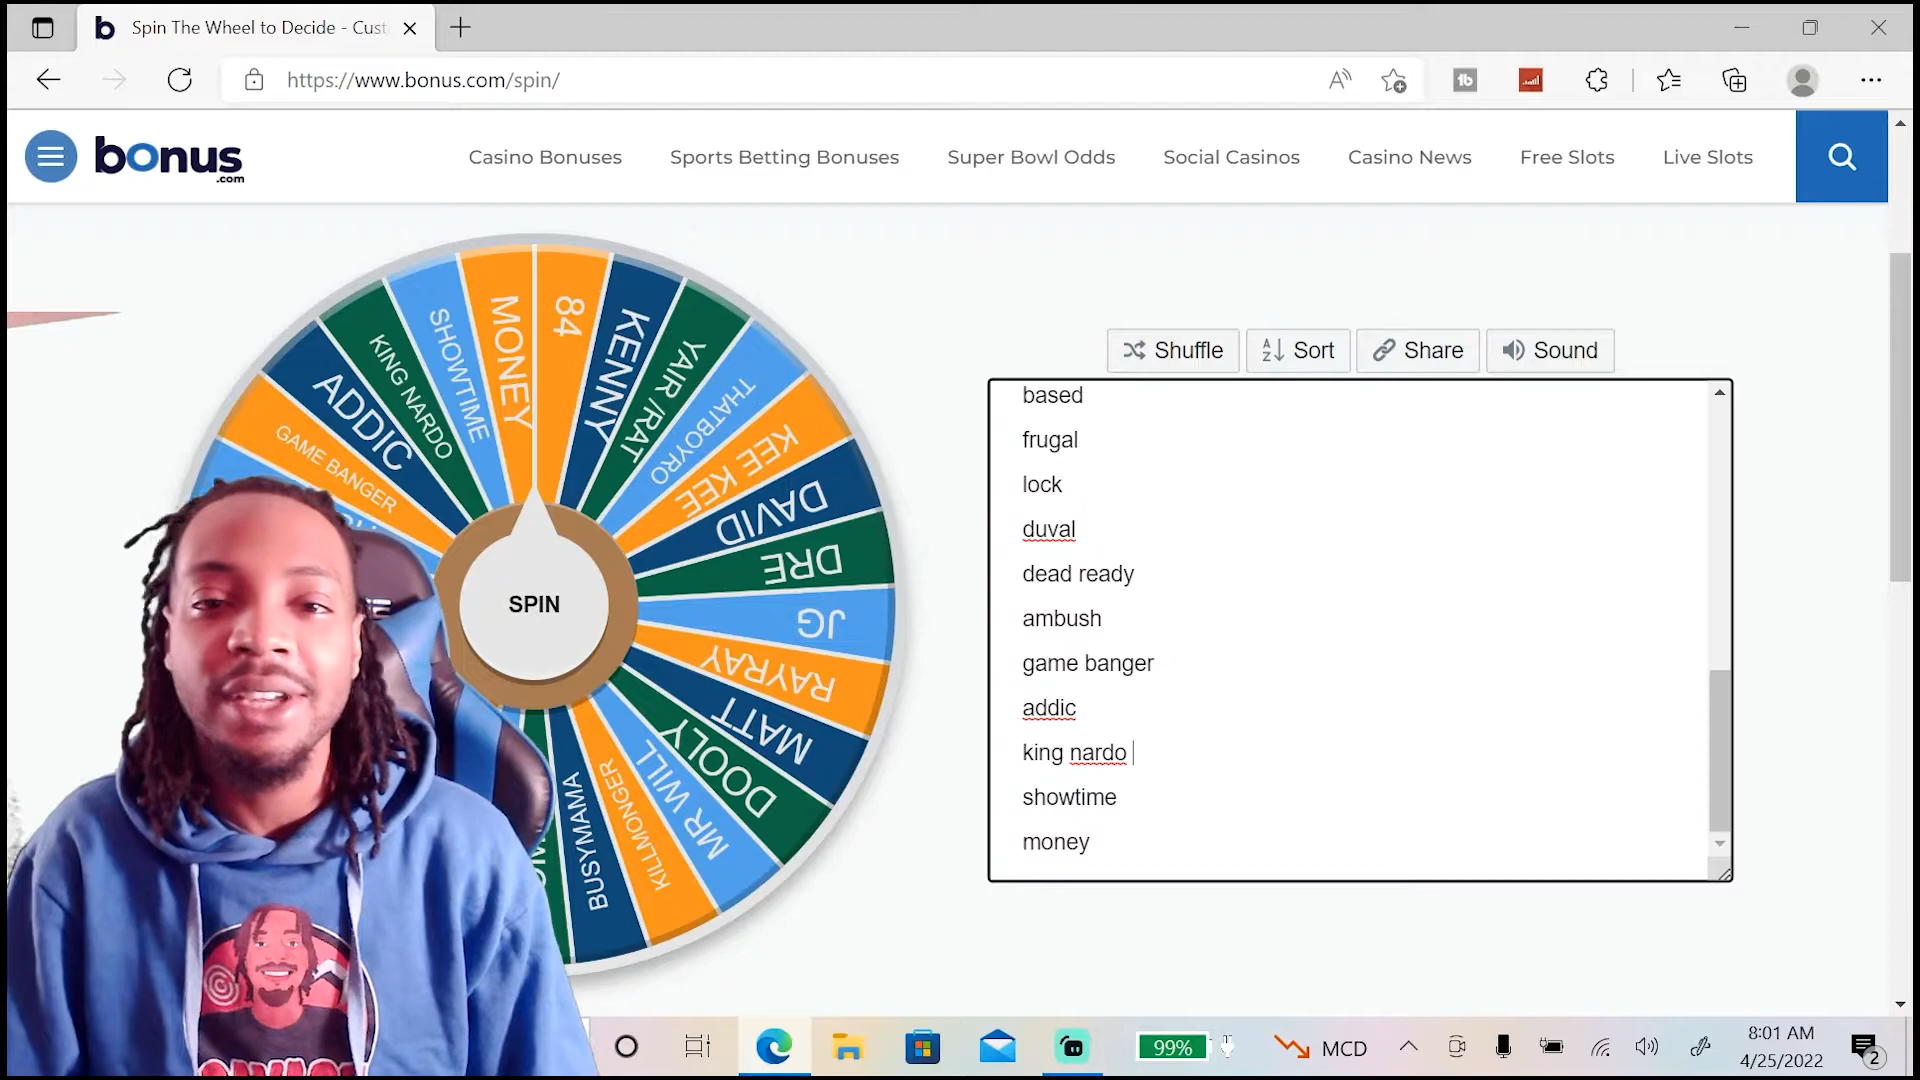 Spin The Wheel to Decide - Cust
https://www.bonus.com/spin/
bonus
.com
Casino Bonuses
Sports Betting Bonuses
Super Bowl Odds
Social Casinos
Casino News
Free Slots
Live Slots
Shuffle
Sort
Share
Sound
GAME BANGER
ADDIC
KING NARDO
SHOWTIME
MONEY
84
KENNY
YAIR /RAT
THATBOYRO
KEE KEE
DAVID
DRE
JG
RAYRAY
MATT
DOOLY
MR WILL
KILLMONGER
BUSYMAMA
SPIN
based
frugal
lock
duval
dead ready
ambush
game banger
addic
king nardo
showtime
money
99%
MCD
8:01 AM
4/25/2022
2